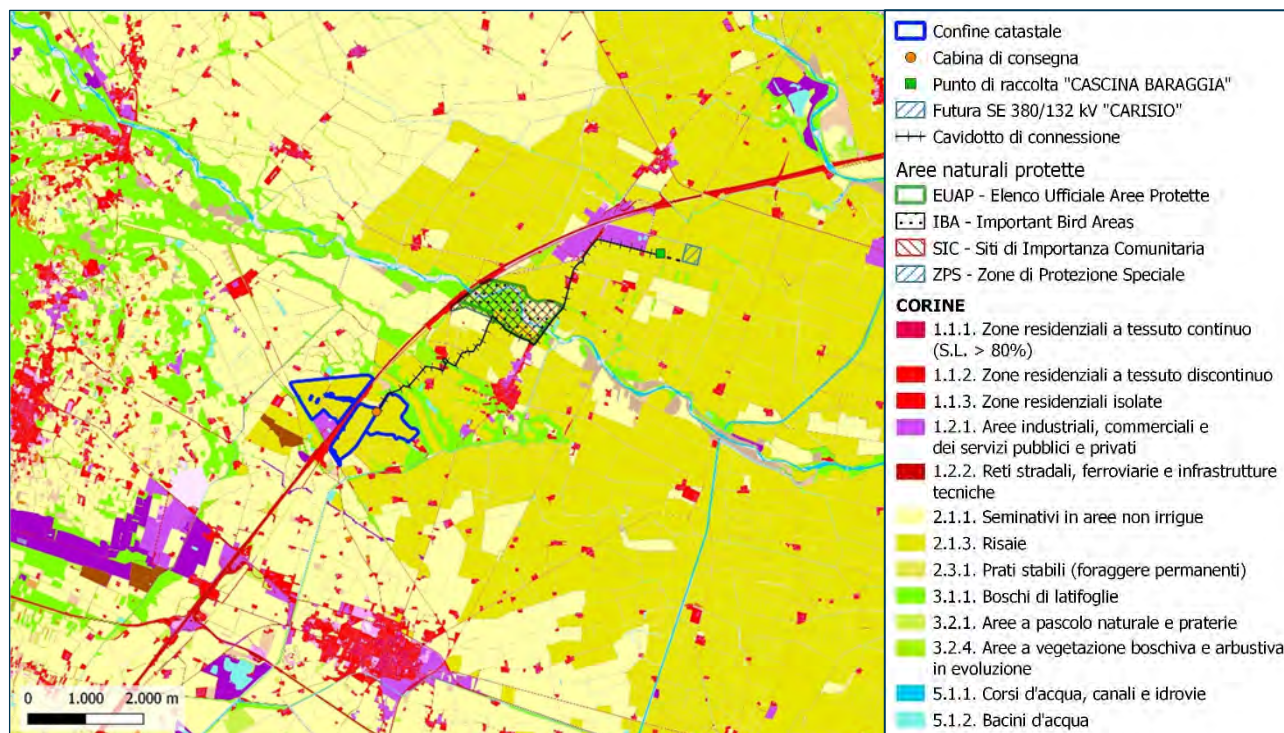 Confine catastale
Cabina di consegna
Punto di raccolta "CASCINA BARAGGIA"
Futura SE 380/132 kV "CARISIO"
Cavidotto di connessione
Aree naturali protette
EUAP - Elenco Ufficiale Aree Protette
IBA - Important Bird Areas
SIC - Siti di Importanza Comunitaria
ZPS - Zone di Protezione Speciale
CORINE
1.1.1. Zone residenziali a tessuto continuo
(S.L. > 80%)
1.1.2. Zone residenziali a tessuto discontinuo
1.1.3. Zone residenziali isolate
1.2.1. Aree industriali, commerciali e
dei servizi pubblici e privati
1.2.2. Reti stradali, ferroviarie e infrastrutture
tecniche
2.1.1. Seminativi in aree non irrigue
2.1.3. Risaie
2.3.1. Prati stabili (foraggere permanenti)
3.1.1. Boschi di latifoglie
3.2.1. Aree a pascolo naturale e praterie
3.2.4. Aree a vegetazione boschiva e arbustiva
in evoluzione
5.1.1. Corsi d'acqua, canali e idrovie
5.1.2. Bacini d'acqua
0 1.000 2.000 m